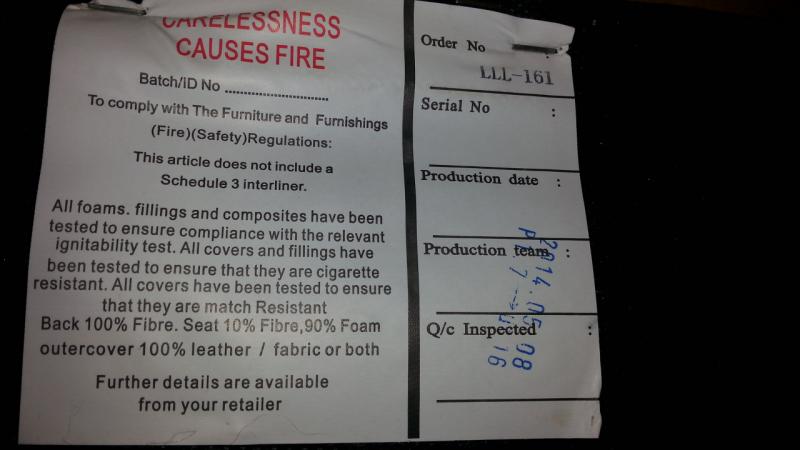 CARELESSNESS
CAUSES FIRE
Batch/ID No ............................
To comply with The Furniture and Furnishings
(Fire)(Safety)Regulations:
This article does not include a
Schedule 3 interliner.
All foams. fillings and composites have been
tested to ensure compliance with the relevant
ignitability test. All covers and fillings have
been tested to ensure that they are cigarette
resistant. All covers have been tested to ensure
that they are match Resistant
Back 100% Fibre. Seat 10% Fibre,90% Foam
outercover 100% leather / fabric or both
Further details are available
from your retailer
Order No :
LLL-161
Serial No :
Production date :
Production team :
Q/c Inspected :
2014.05.08
16